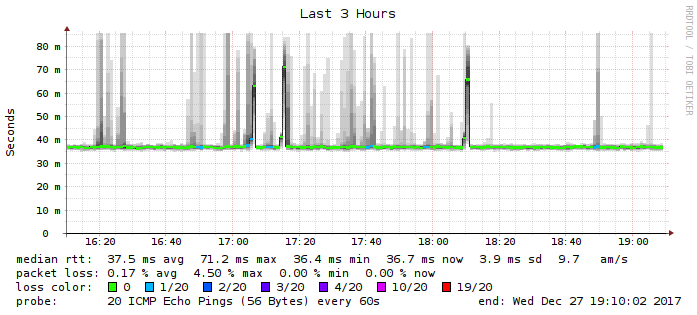 Last 3 Hours
RRDTOOL / TOBI OETIKER
Seconds
80 m
70 m
60 m
50 m
40 m
30 m
20 m
10 m
0
16:20 16:40 17:00 17:20 17:40 18:00 18:20 18:40 19:00
median rtt: 37.5 ms avg 71.2 ms max 36.4 ms min 36.7 ms now 3.9 ms sd 9.7 am/s
packet loss: 0.17 % avg 4.50 % max 0.00 % min 0.00 % now
loss color: 0 1/20 2/20 3/20 4/20 10/20 19/20
probe: 20 ICMP Echo Pings (56 Bytes) every 60s end: Wed Dec 27 19:10:02 2017